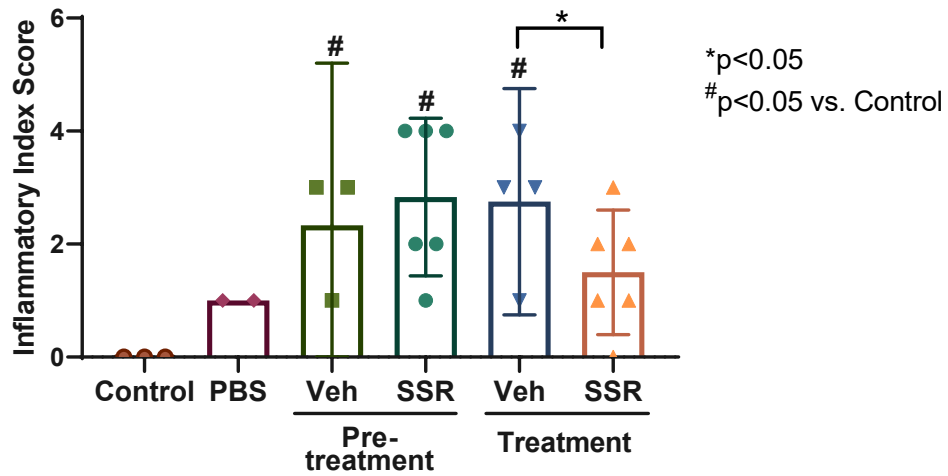 Inflammatory Index Score
6
4
2
0
#
#
#
*
*p<0.05
#p<0.05 vs. Control
Control PBS Veh SSR Veh SSR
Pre-
treatment
Treatment